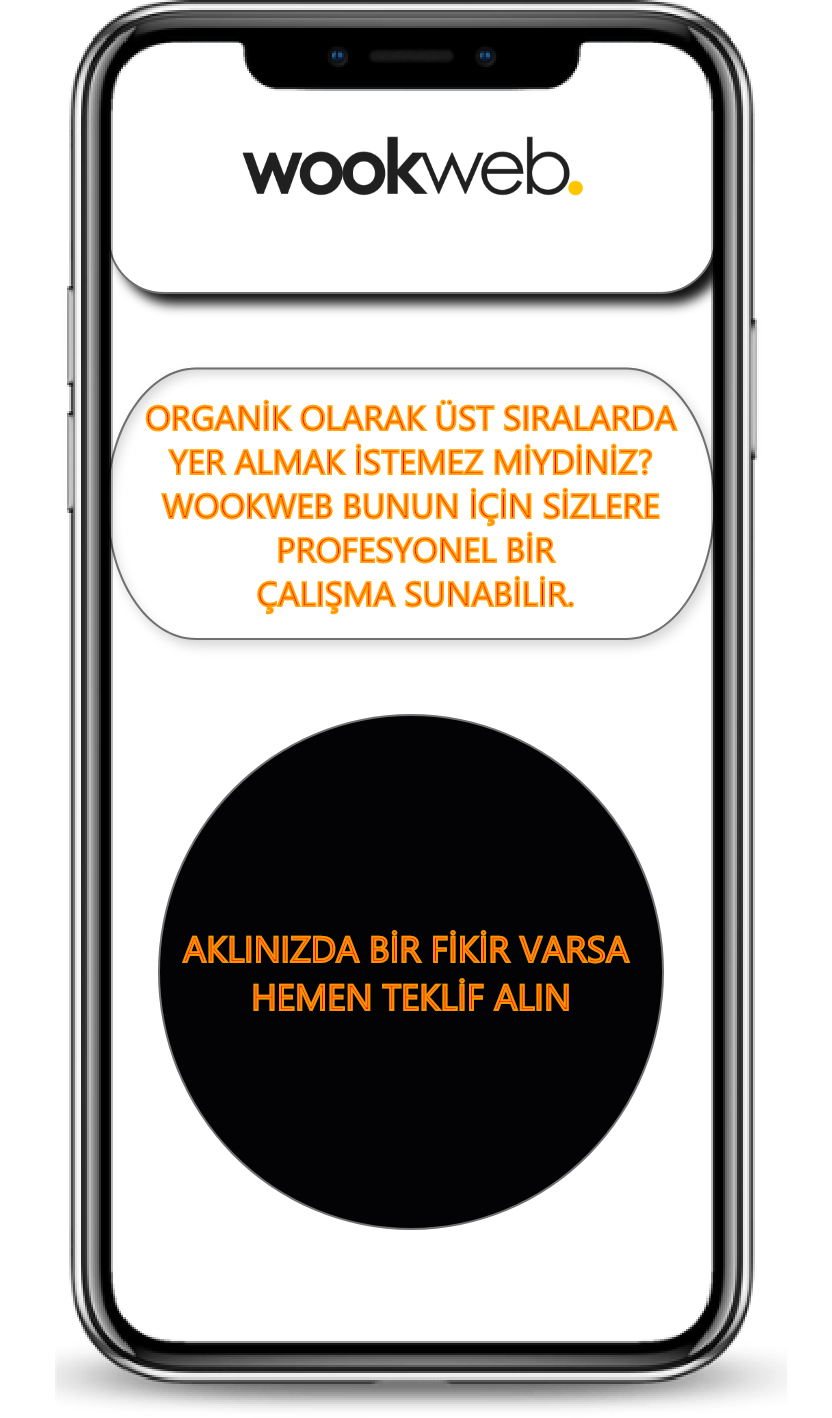 wookweb.
ORGANİK OLARAK ÜST SIRALARDA
YER ALMAK İSTEMEZ MİYDİNİZ?
WOOKWEB BUNUN İÇİN SİZLERE
PROFESYONEL BİR
ÇALIŞMA SUNABİLİR.
AKLINIZDA BİR FİKİR VARSA
HEMEN TEKLİF ALIN